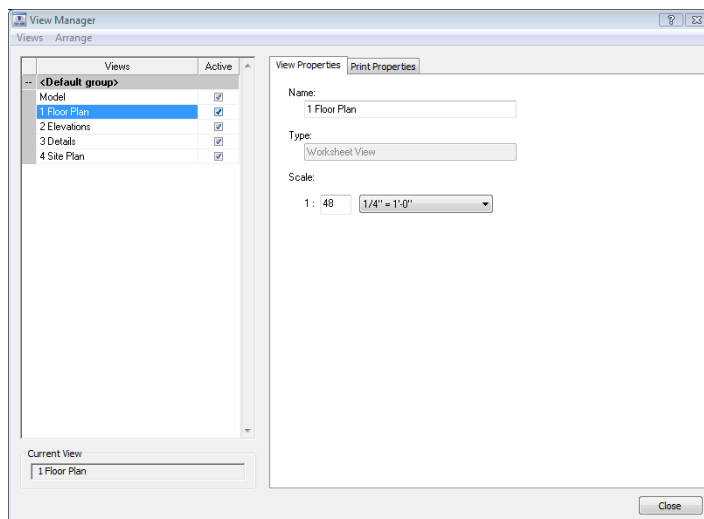 View Manager
Views Arrange
Views Active
<Default group>
Model
1 Floor Plan
2 Elevations
3 Details
4 Site Plan
Current View
1 Floor Plan
View Properties Print Properties
Name:
1 Floor Plan
Type:
Worksheet View
Scale:
1 : 48 1/4" = 1'-0"
Close